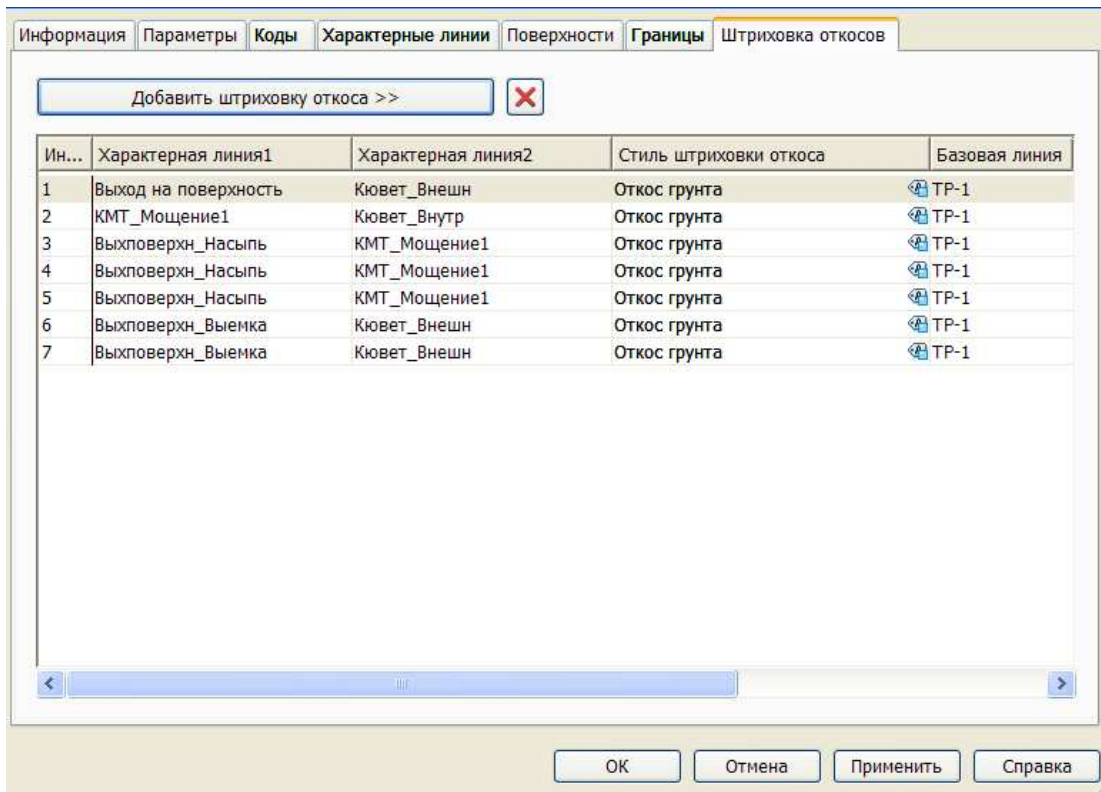 Информация Параметры Коды Характерные линии Поверхности Границы Штриховка откосов
Добавить штриховку откоса >>
Ин... Характерная линия1 Характерная линия2 Стиль штриховки откоса Базовая линия
1 Выход на поверхность Кювет_Внешн Откос грунта ТР-1
2 КМТ_Мощение1 Кювет_Внутр Откос грунта ТР-1
3 Выхповерхн_Насыпь КМТ_Мощение1 Откос грунта ТР-1
4 Выхповерхн_Насыпь КМТ_Мощение1 Откос грунта ТР-1
5 Выхповерхн_Насыпь КМТ_Мощение1 Откос грунта ТР-1
6 Выхповерхн_Выемка Кювет_Внешн Откос грунта ТР-1
7 Выхповерхн_Выемка Кювет_Внешн Откос грунта ТР-1
ОК Отмена Применить Справка